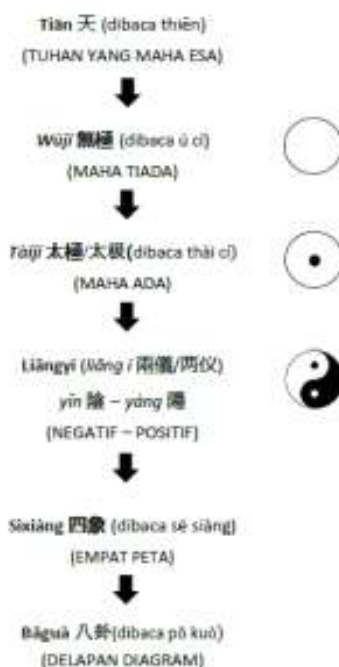 Tiān 天 (dibaca thiēn)
(TUHAN YANG MAHA ESA)
Wújí 無極 (dibaca ú cí)
(MAHA TIADA)
Tàijí 太極/太极(dibaca thài cí)
(MAHA ADA)
Liǎngyí (liǎng í 兩儀/两仪)
yīn 陰 – yáng 陽
(NEGATIF – POSITIF)
Sìxiàng 四象 (dibaca sè siàng)
(EMPAT PETA)
Bāguà 八卦(dibaca pā kuà)
(DELAPAN DIAGRAM)